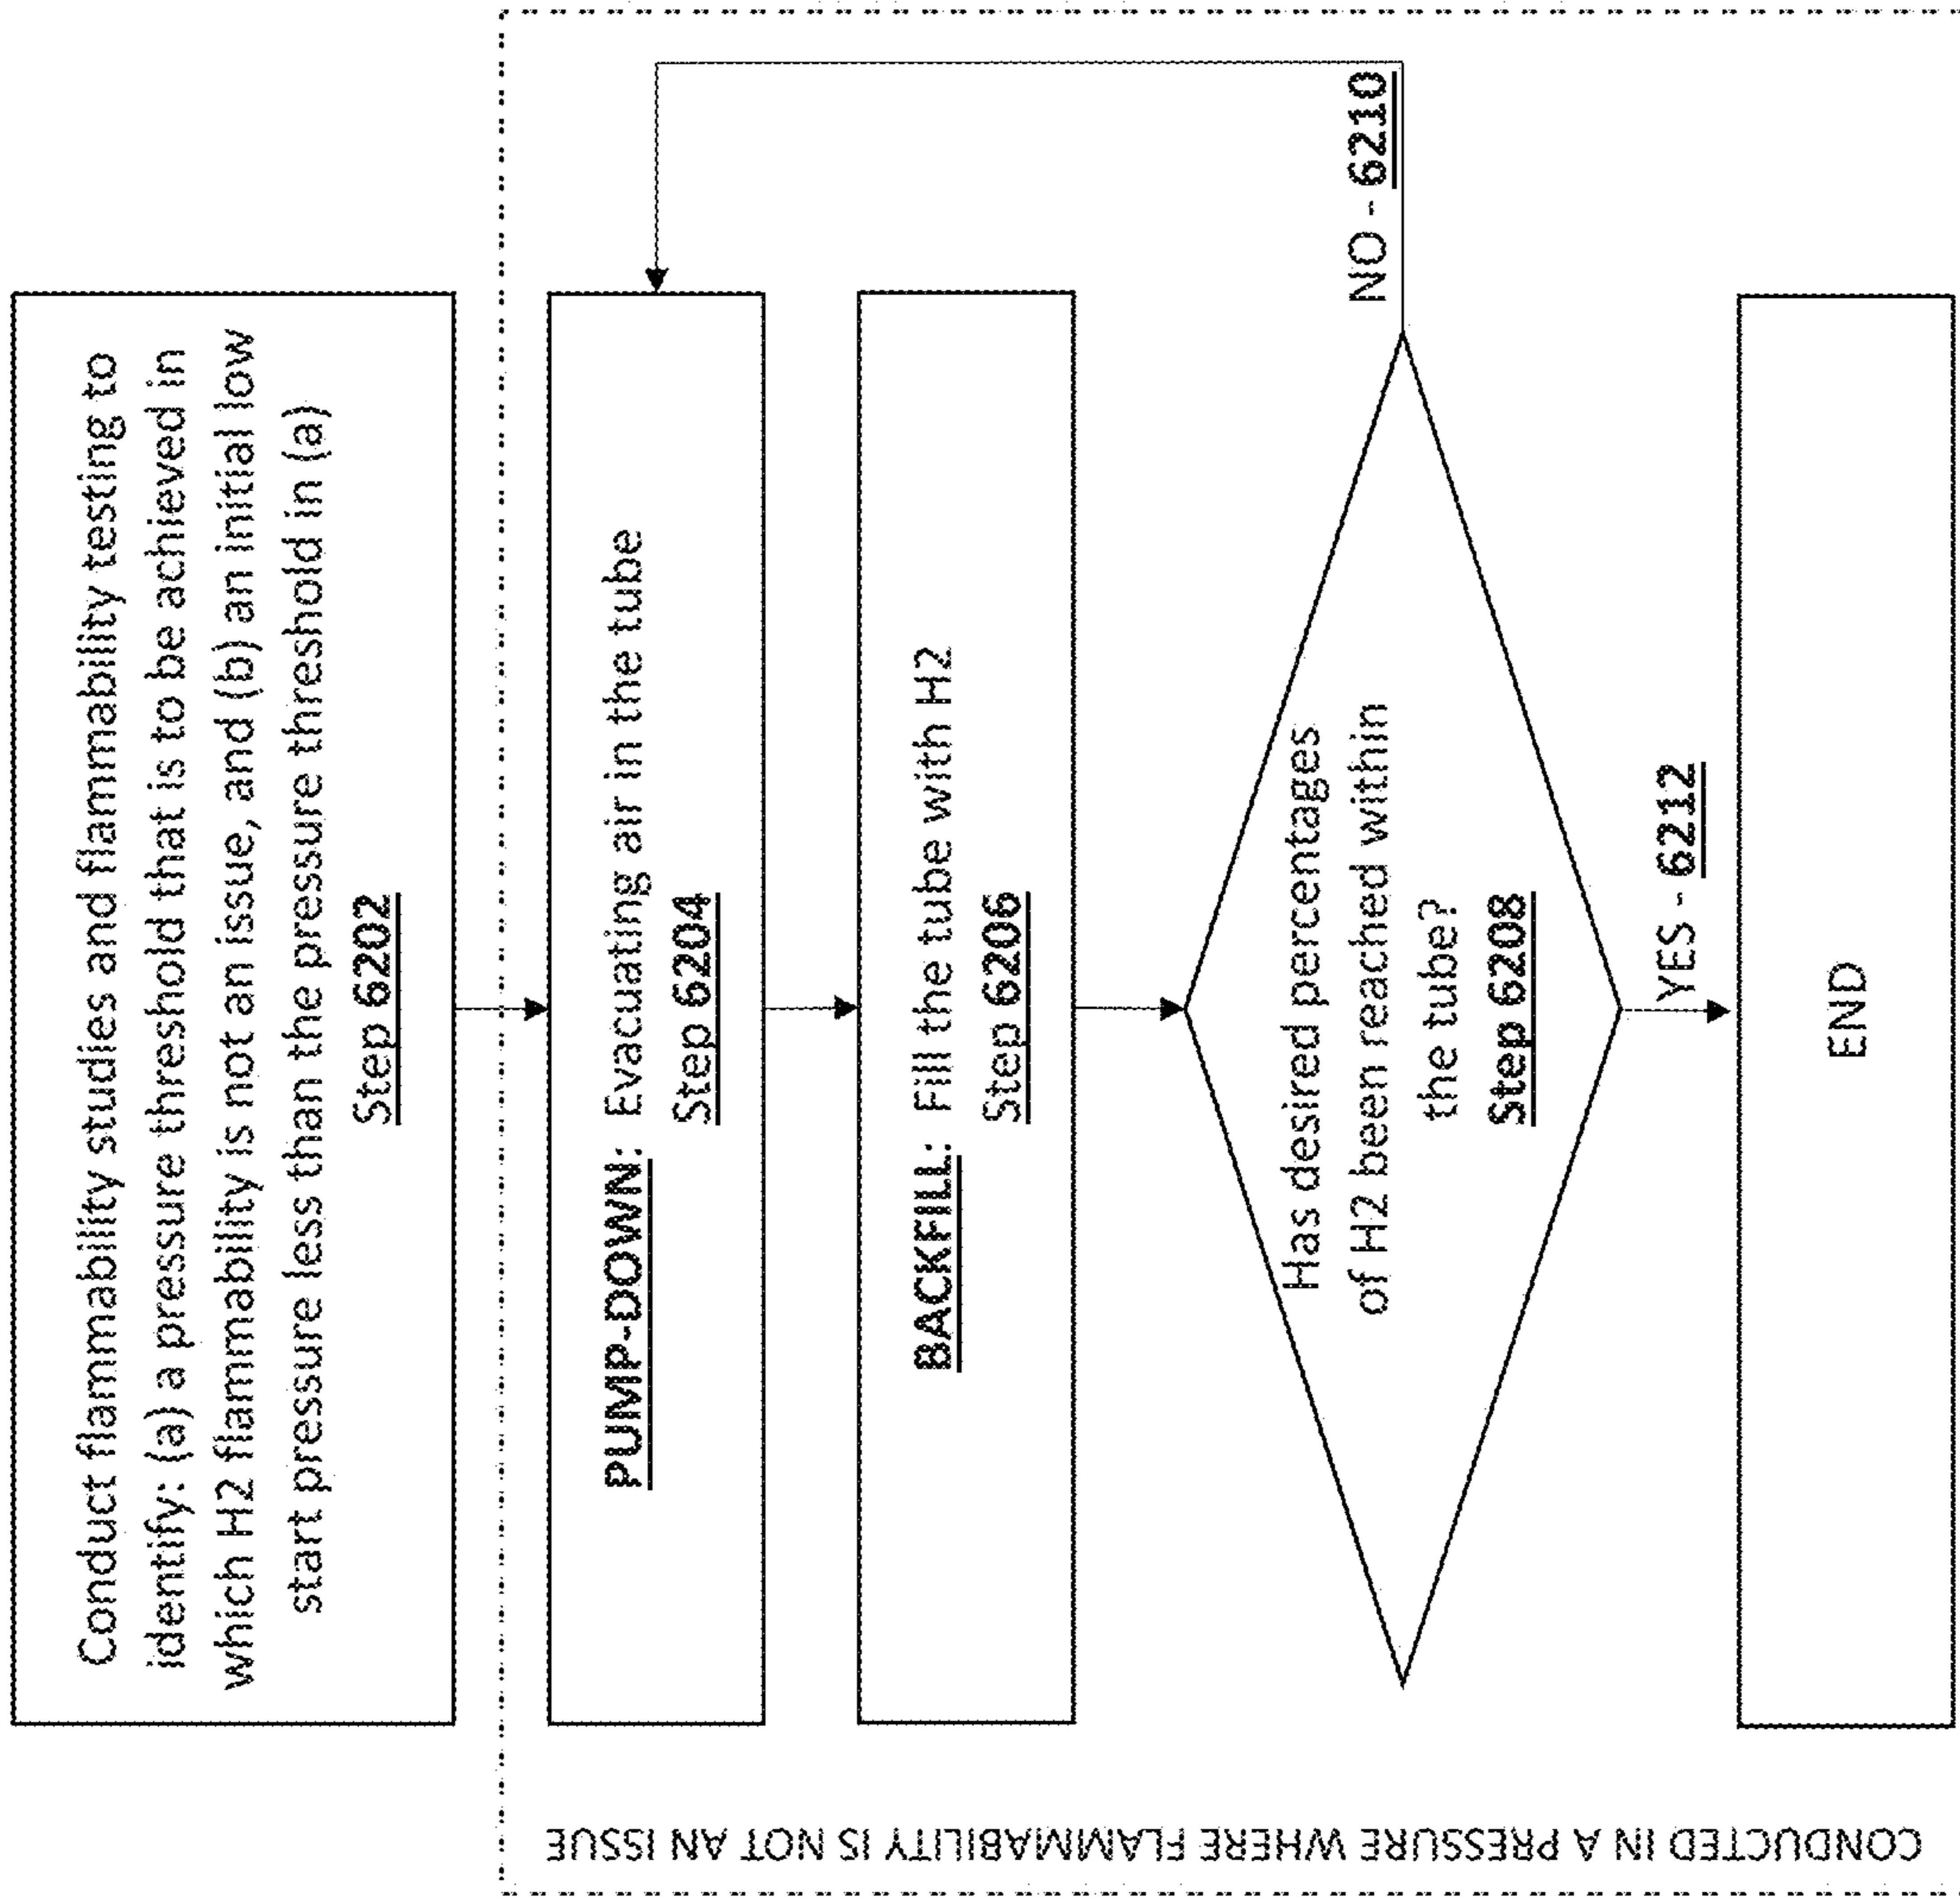 Conduct flammability studies and flammability testing to
identify: (a) a pressure threshold that is to be achieved in
which H2 flammability is not an issue, and (b) an initial low
start pressure less than the pressure threshold in (a)
Step 6202
PUMP-DOWN: Evacuating air in the tube
Step 6204
BACKFILL: Fill the tube with H2
Step 6206
Has desired percentages
of H2 been reached within
the tube?
Step 6208
NO - 6210
YES - 6212
END
CONDUCTED IN A PRESSURE WHERE FLAMMABILITY IS NOT AN ISSUE